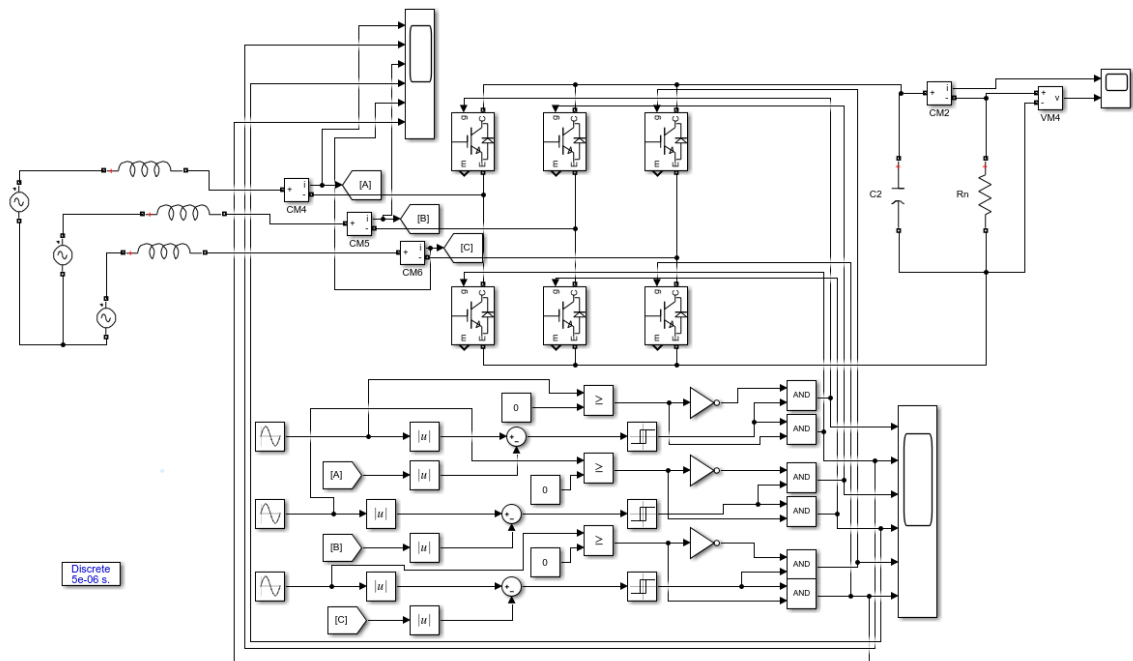 g
C
m
E
g
C
m
E
g
C
m
E
+
-
i
CM2
+
-
v
VM4
C2
Rn
+
-
i
CM4
[A]
+
-
i
CM5
[B]
+
-
i
CM6
[C]
g
C
m
E
g
C
m
E
g
C
m
E
0
≥
AND
|u|
AND
[A]
|u|
0
≥
AND
|u|
AND
[B]
|u|
0
≥
AND
|u|
AND
[C]
|u|
Discrete
5e-06 s.